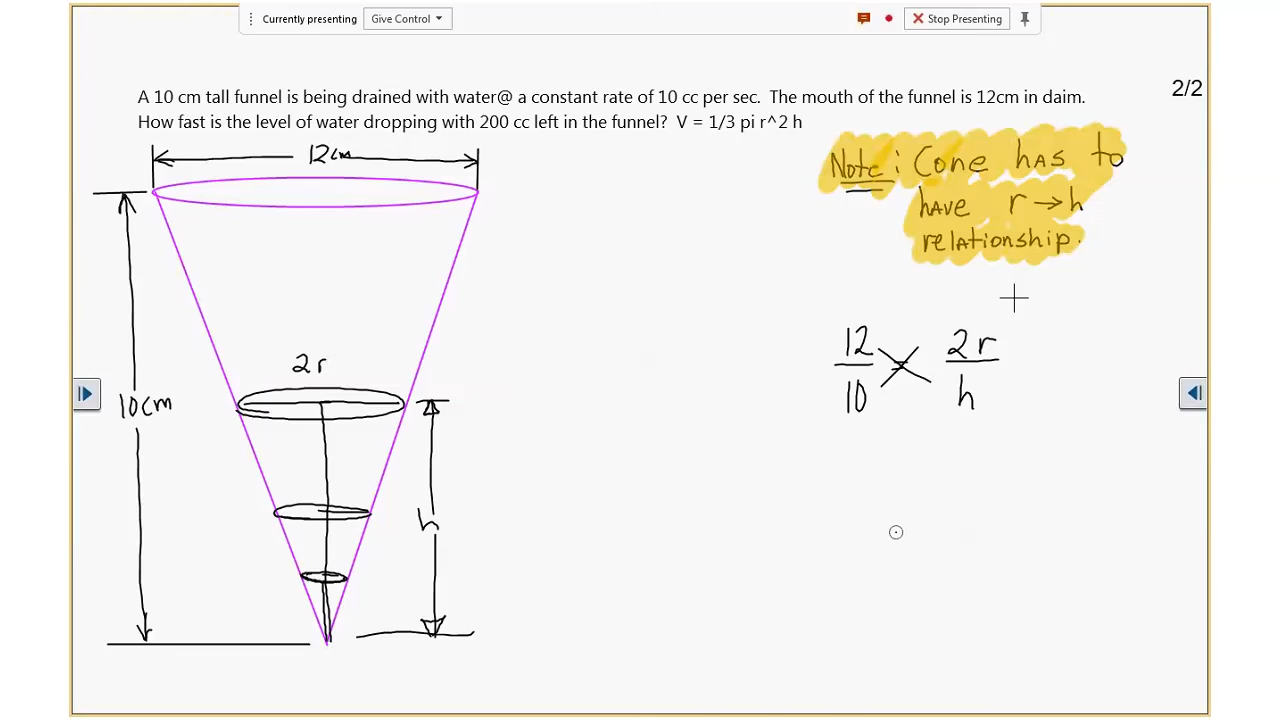 Currently presenting
Give Control
Stop Presenting
2/2
A 10 cm tall funnel is being drained with water@ a constant rate of 10 cc per sec. The mouth of the funnel is 12cm in daim.
How fast is the level of water dropping with 200 cc left in the funnel? V = 1/3 pi r^2 h
12cm
Note: Cone has to
have r → h
relationship.
12 2r
10 h
2r
10cm
h